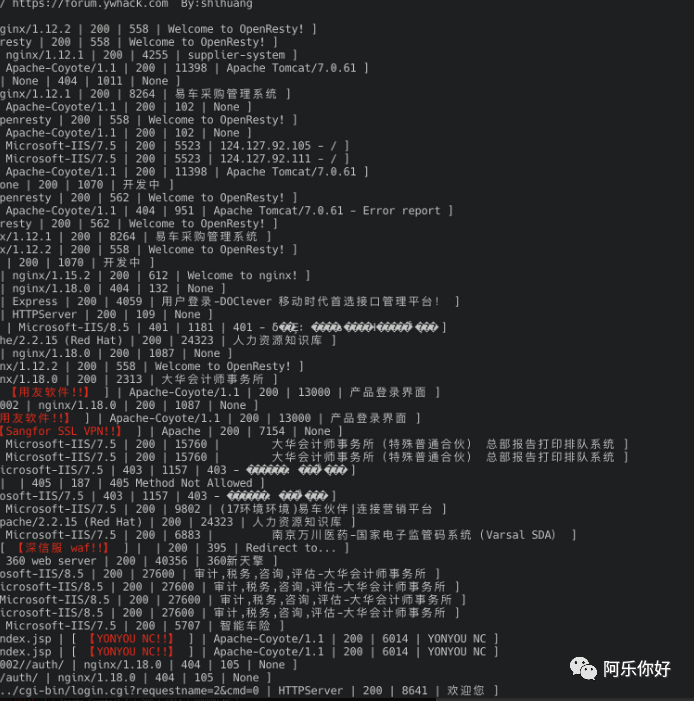 / https://forum.ywhack.com  By:shihuang
ginx/1.12.2 | 200 | 558 | Welcome to OpenResty! ]
resty | 200 | 558 | Welcome to OpenResty! ]
nginx/1.12.1 | 200 | 4255 | supplier-system ]
Apache-Coyote/1.1 | 200 | 11398 | Apache Tomcat/7.0.61 ]
| None | 404 | 1011 | None ]
ginx/1.12.1 | 200 | 8264 | 易车采购管理系统 ]
Apache-Coyote/1.1 | 200 | 102 | None ]
penresty | 200 | 558 | Welcome to OpenResty! ]
Apache-Coyote/1.1 | 200 | 102 | None ]
Microsoft-IIS/7.5 | 200 | 5523 | 124.127.92.105 - / ]
Microsoft-IIS/7.5 | 200 | 5523 | 124.127.92.111 - / ]
Apache-Coyote/1.1 | 200 | 11398 | Apache Tomcat/7.0.61 ]
one | 200 | 1070 | 开发中 ]
penresty | 200 | 562 | Welcome to OpenResty! ]
Apache-Coyote/1.1 | 404 | 951 | Apache Tomcat/7.0.61 - Error report ]
resty | 200 | 562 | Welcome to OpenResty! ]
x/1.12.1 | 200 | 8264 | 易车采购管理系统 ]
x/1.12.2 | 200 | 558 | Welcome to OpenResty! ]
| 200 | 1070 | 开发中 ]
| nginx/1.15.2 | 200 | 612 | Welcome to nginx! ]
| nginx/1.18.0 | 404 | 132 | None ]
| Express | 200 | 4059 | 用户登录-DOClever 移动时代首选接口管理平台! ]
| HTTPServer | 200 | 109 | None ]
| Microsoft-IIS/8.5 | 401 | 1181 | 401 - ]
he/2.2.15 (Red Hat) | 200 | 24323 | 人力资源知识库 ]
| nginx/1.18.0 | 200 | 1087 | None ]
nx/1.12.2 | 200 | 558 | Welcome to OpenResty! ]
nx/1.18.0 | 200 | 2313 | 大华会计师事务所 ]
【用友软件!!】 ] | Apache-Coyote/1.1 | 200 | 13000 | 产品登录界面 ]
002 | nginx/1.18.0 | 200 | 1087 | None ]
用友软件!!】 ] | Apache-Coyote/1.1 | 200 | 13000 | 产品登录界面 ]
【Sangfor SSL VPN!!】 ] | Apache | 200 | 7154 | None ]
Microsoft-IIS/7.5 | 200 | 15760 | 大华会计师事务所 (特殊普通合伙) 总部报告打印排队系统 ]
Microsoft-IIS/7.5 | 200 | 15760 | 大华会计师事务所 (特殊普通合伙) 总部报告打印排队系统 ]
icrosoft-IIS/7.5 | 403 | 1157 | 403 - ]
| | 405 | 187 | 405 Method Not Allowed ]
osoft-IIS/7.5 | 403 | 1157 | 403 - ]
Microsoft-IIS/7.5 | 200 | 9802 | (17环境环境)易车伙伴|连接营销平台 ]
pache/2.2.15 (Red Hat) | 200 | 24323 | 人力资源知识库 ]
Microsoft-IIS/7.5 | 200 | 6883 | 南京万川医药-国家电子监管码系统 (Varsal SDA) ]
[ 【深信服 waf!!】 ] | | 200 | 395 | Redirect to... ]
360 web server | 200 | 40356 | 360新天擎 ]
osoft-IIS/8.5 | 200 | 27600 | 审计,税务,咨询,评估-大华会计师事务所 ]
icrosoft-IIS/8.5 | 200 | 27600 | 审计,税务,咨询,评估-大华会计师事务所 ]
Microsoft-IIS/8.5 | 200 | 27600 | 审计,税务,咨询,评估-大华会计师事务所 ]
icrosoft-IIS/8.5 | 200 | 27600 | 审计,税务,咨询,评估-大华会计师事务所 ]
Microsoft-IIS/7.5 | 200 | 5707 | 智能车险 ]
ndex.jsp | [ 【YONYOU NC!!】 ] | Apache-Coyote/1.1 | 200 | 6014 | YONYOU NC ]
ndex.jsp | [ 【YONYOU NC!!】 ] | Apache-Coyote/1.1 | 200 | 6014 | YONYOU NC ]
002//auth/ | nginx/1.18.0 | 404 | 105 | None ]
/auth/ | nginx/1.18.0 | 404 | 105 | None ]
../cgi-bin/login.cgi?requestname=2&cmd=0 | HTTPServer | 200 | 8641 | 欢迎您 ]
阿乐你好